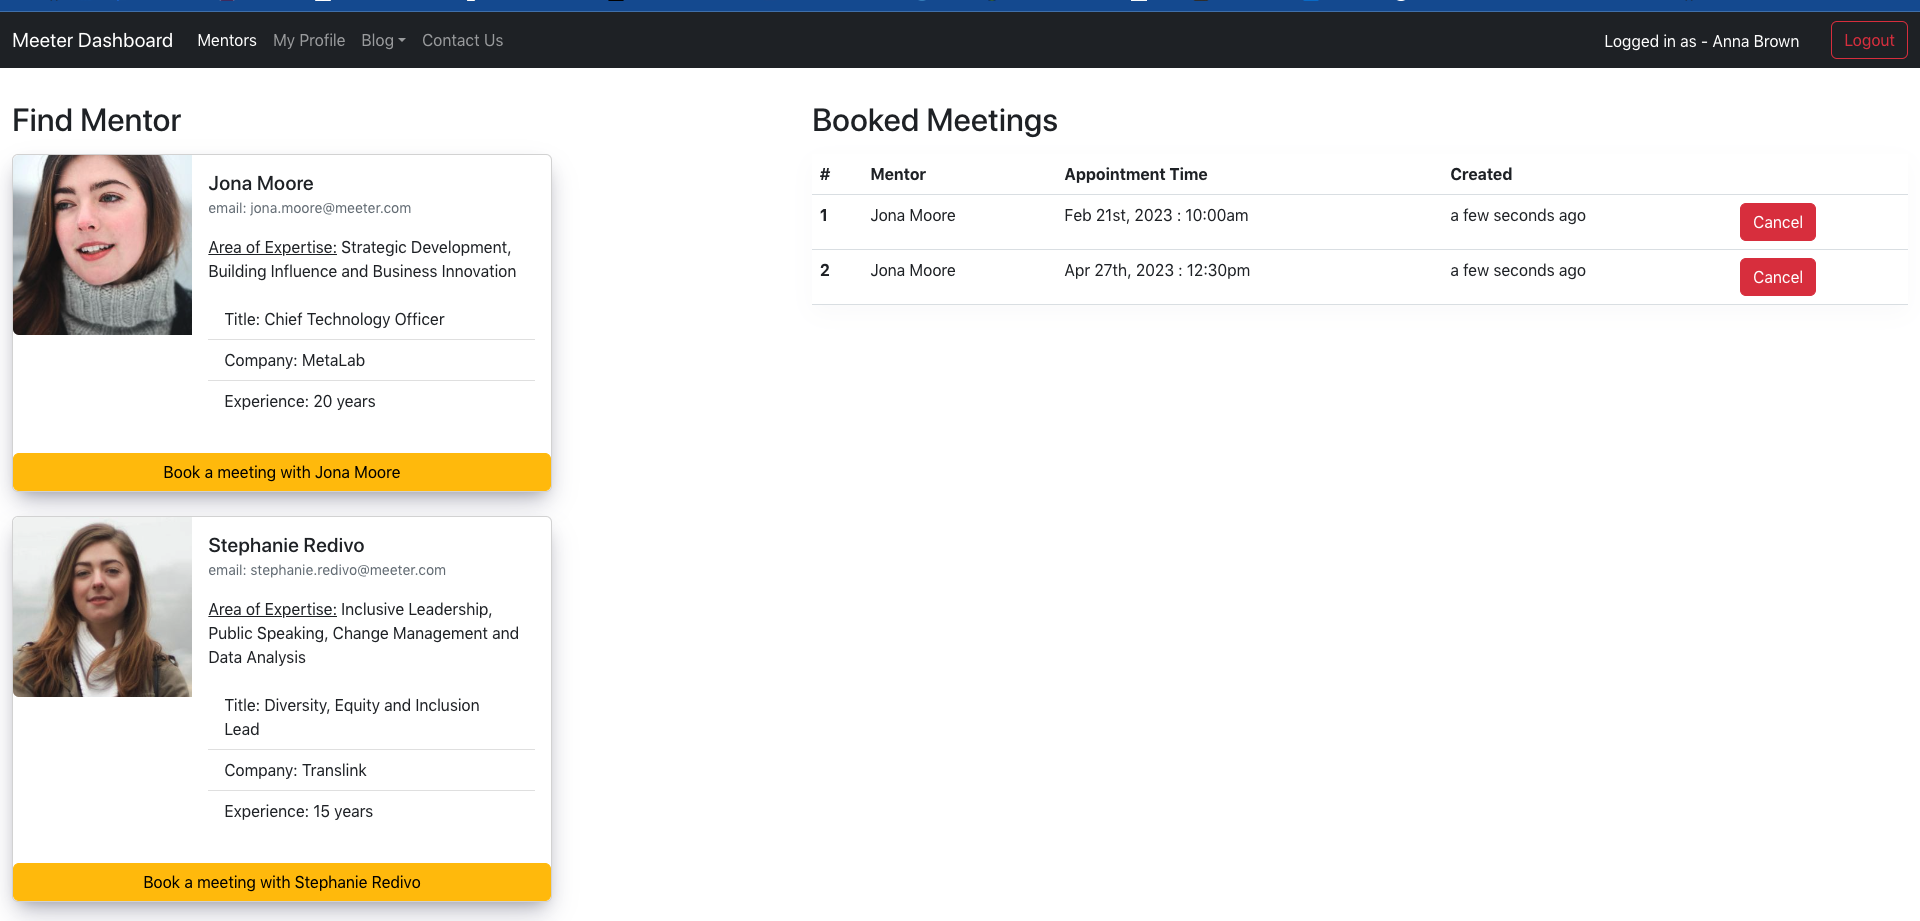 Meeter Dashboard Mentors My Profile Blog Contact Us Logged in as - Anna Brown Logout
Find Mentor
Jona Moore
email: jona.moore@meeter.com
Area of Expertise: Strategic Development,
Building Influence and Business Innovation
Title: Chief Technology Officer
Company: MetaLab
Experience: 20 years
Book a meeting with Jona Moore
Stephanie Redivo
email: stephanie.redivo@meeter.com
Area of Expertise: Inclusive Leadership,
Public Speaking, Change Management and
Data Analysis
Title: Diversity, Equity and Inclusion
Lead
Company: Translink
Experience: 15 years
Book a meeting with Stephanie Redivo
Booked Meetings
# Mentor Appointment Time Created
1 Jona Moore Feb 21st, 2023 : 10:00am a few seconds ago Cancel
2 Jona Moore Apr 27th, 2023 : 12:30pm a few seconds ago Cancel